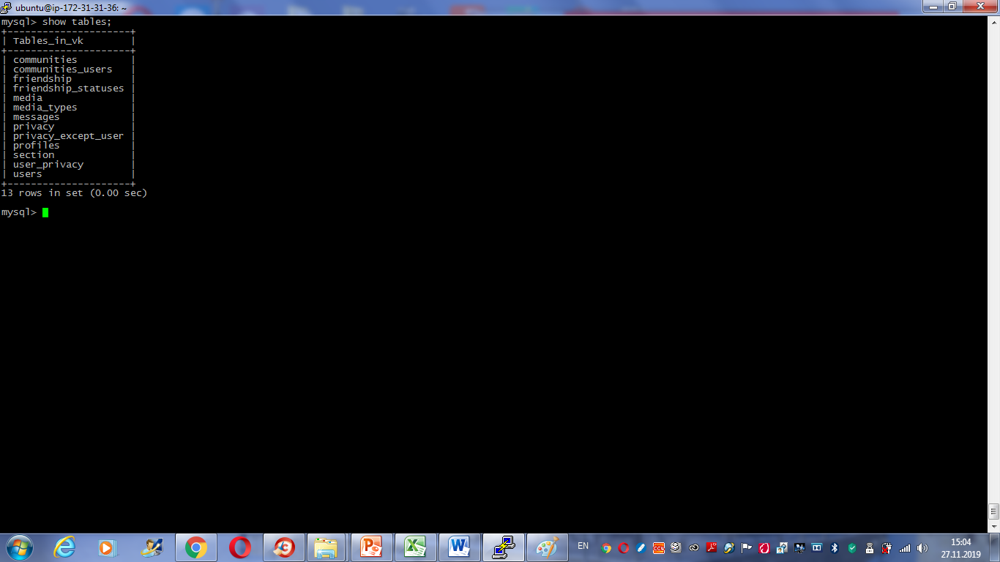 ubuntu@ip-172-31-31-36: ~
mysql> show tables;
+---------------------+
| Tables_in_vk        |
+---------------------+
| communities         |
| communities_users   |
| friendship          |
| friendship_statuses |
| media               |
| media_types         |
| messages            |
| privacy             |
| privacy_except_user |
| profiles            |
| section             |
| user_privacy        |
| users               |
+---------------------+
13 rows in set (0.00 sec)
mysql>
EN
15:04
27.11.2019